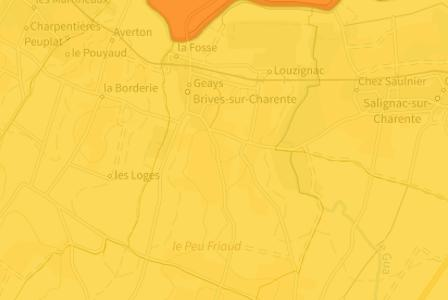 les Maronneaux
Charpentières
Averton
Peuplat
la Fosse
le Pouyaud
Louzignac
Chez Saulnier
Geays
la Borderie
Brives-sur-Charente
Salignac-sur-
Charente
les Loges
le Peu Friaud
Gua